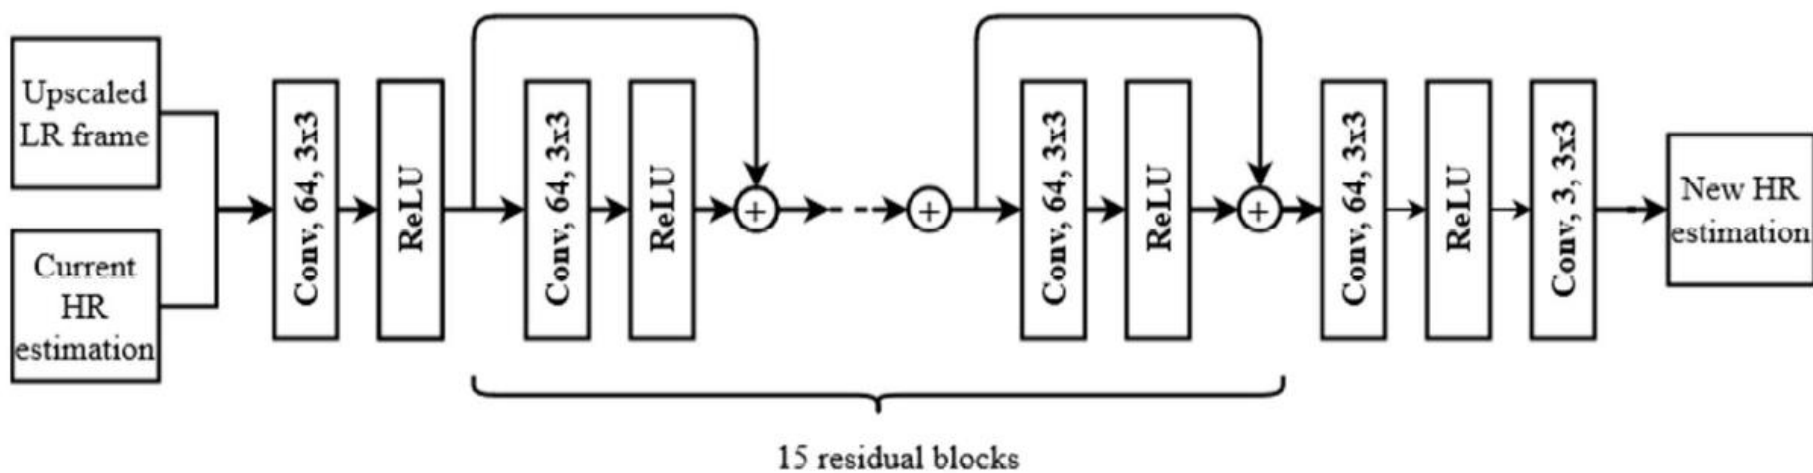 Upscaled
LR frame
Current
HR
estimation
Conv, 64, 3x3
ReLU
Conv, 64, 3x3
ReLU
+
+
Conv, 64, 3x3
ReLU
+
Conv, 64, 3x3
ReLU
Conv, 3, 3x3
New HR
estimation
15 residual blocks